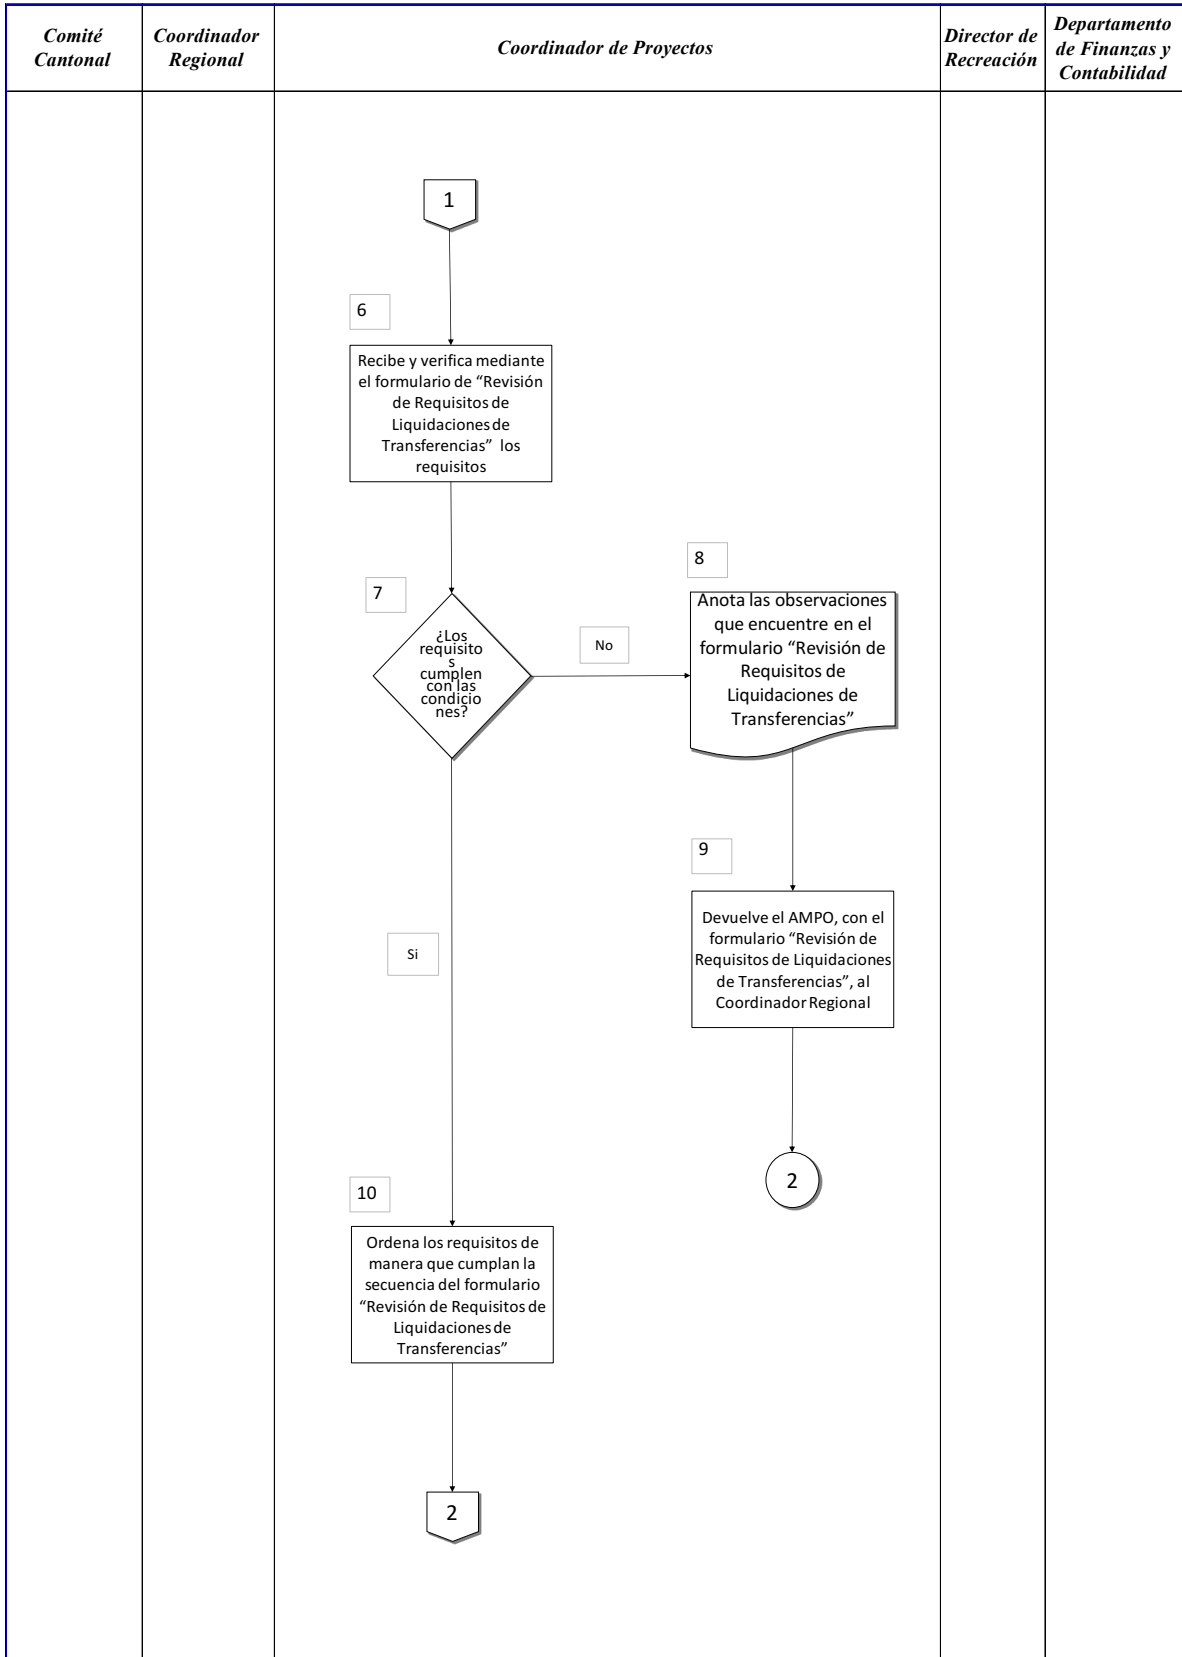 Comité
Cantonal
Coordinador
Regional
Coordinador de Proyectos
Director de
Recreación
Departamento
de Finanzas y
Contabilidad
1
6
Recibe y verifica mediante
el formulario de “Revisión
de Requisitos de
Liquidaciones de
Transferencias” los
requisitos
7
¿Los
requisito
s
cumplen
con las
condicio
nes?
No
8
Anota las observaciones
que encuentre en el
formulario “Revisión de
Requisitos de
Liquidaciones de
Transferencias”
9
Devuelve el AMPO, con el
formulario “Revisión de
Requisitos de Liquidaciones
de Transferencias”, al
Coordinador Regional
2
Si
10
Ordena los requisitos de
manera que cumplan la
secuencia del formulario
“Revisión de Requisitos de
Liquidaciones de
Transferencias”
2